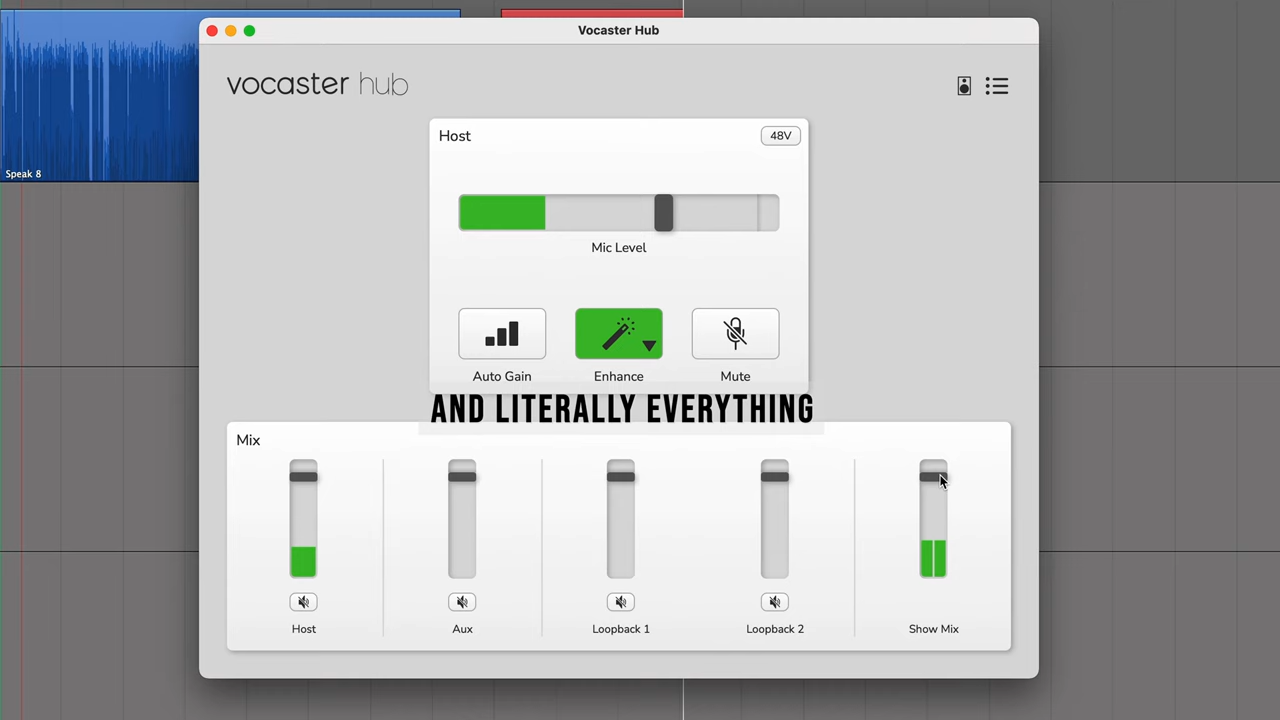 Vocaster Hub
vocaster hub
Host
48V
Mic Level
Auto Gain
Enhance
Mute
AND LITERALLY EVERYTHING
Speak 8
Mix
Host
Aux
Loopback 1
Loopback 2
Show Mix